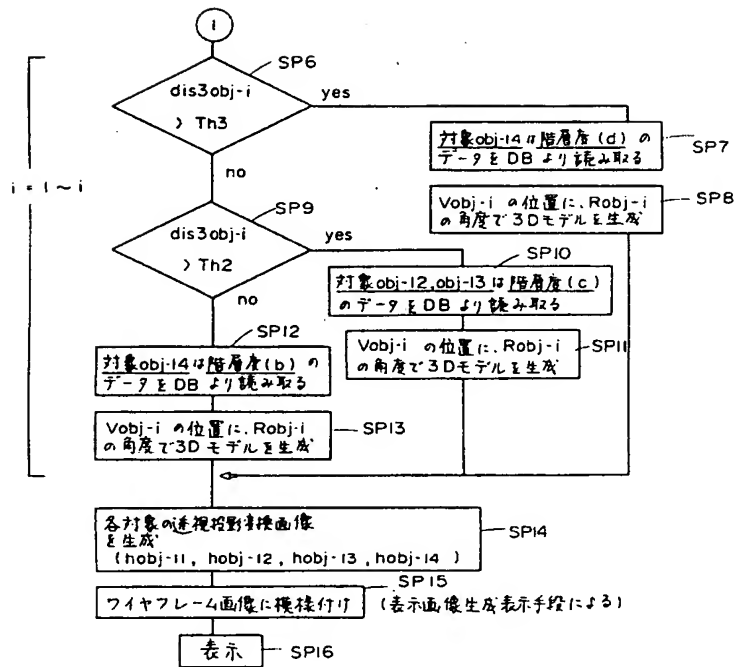 1
SP6
dis3obj-i
> Th3
yes
no
対象obj-14は階層度(d)の
データをDBより読み取る
SP7
i = 1 ~ i
Vobj-i の位置に、Robj-i
の角度で3Dモデルを生成
SP8
SP9
dis3obj-i
> Th2
yes
no
SP10
対象obj-12,obj-13は階層度(c)
のデータをDBより読み取る
SP12
対象obj-14は階層度(b)の
データをDBより読み取る
Vobj-i の位置に、Robj-i
の角度で3Dモデルを生成
SP11
Vobj-i の位置に、Robj-i
の角度で3Dモデルを生成
SP13
各対象の透視投影変換画像
を生成
(hobj-11, hobj-12, hobj-13, hobj-14)
SP14
SP15
ワイヤフレーム画像に模様付け
(表示画像生成表示手段による)
表示
SP16